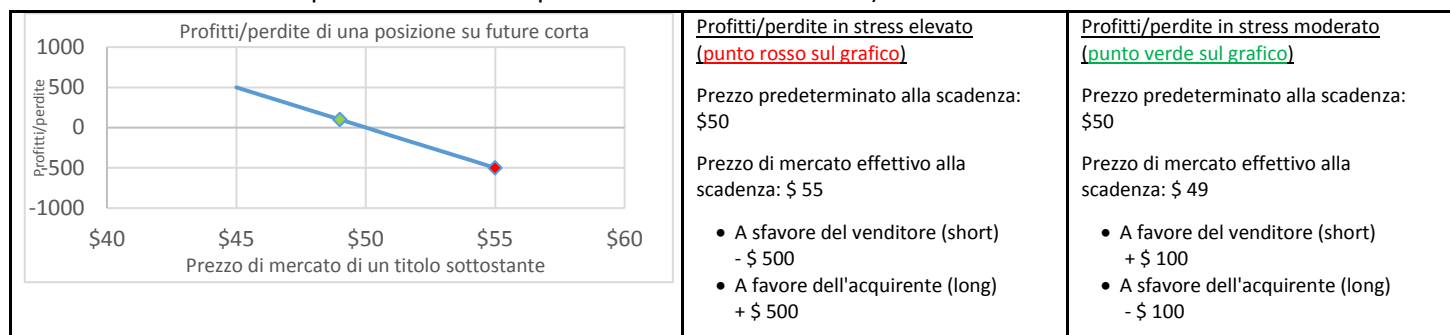 Profitti/perdite di una posizione su future corta
1000
500
0
-500
-1000
Profitti/perdite
$40 $45 $50 $55 $60
Prezzo di mercato di un titolo sottostante
Profitti/perdite in stress elevato
(punto rosso sul grafico)
Prezzo predeterminato alla scadenza:
$50
Prezzo di mercato effettivo alla
scadenza: $ 55
• A sfavore del venditore (short)
- $ 500
• A favore dell'acquirente (long)
+ $ 500
Profitti/perdite in stress moderato
(punto verde sul grafico)
Prezzo predeterminato alla scadenza:
$50
Prezzo di mercato effettivo alla
scadenza: $ 49
• A favore del venditore (short)
+ $ 100
• A sfavore dell'acquirente (long)
- $ 100